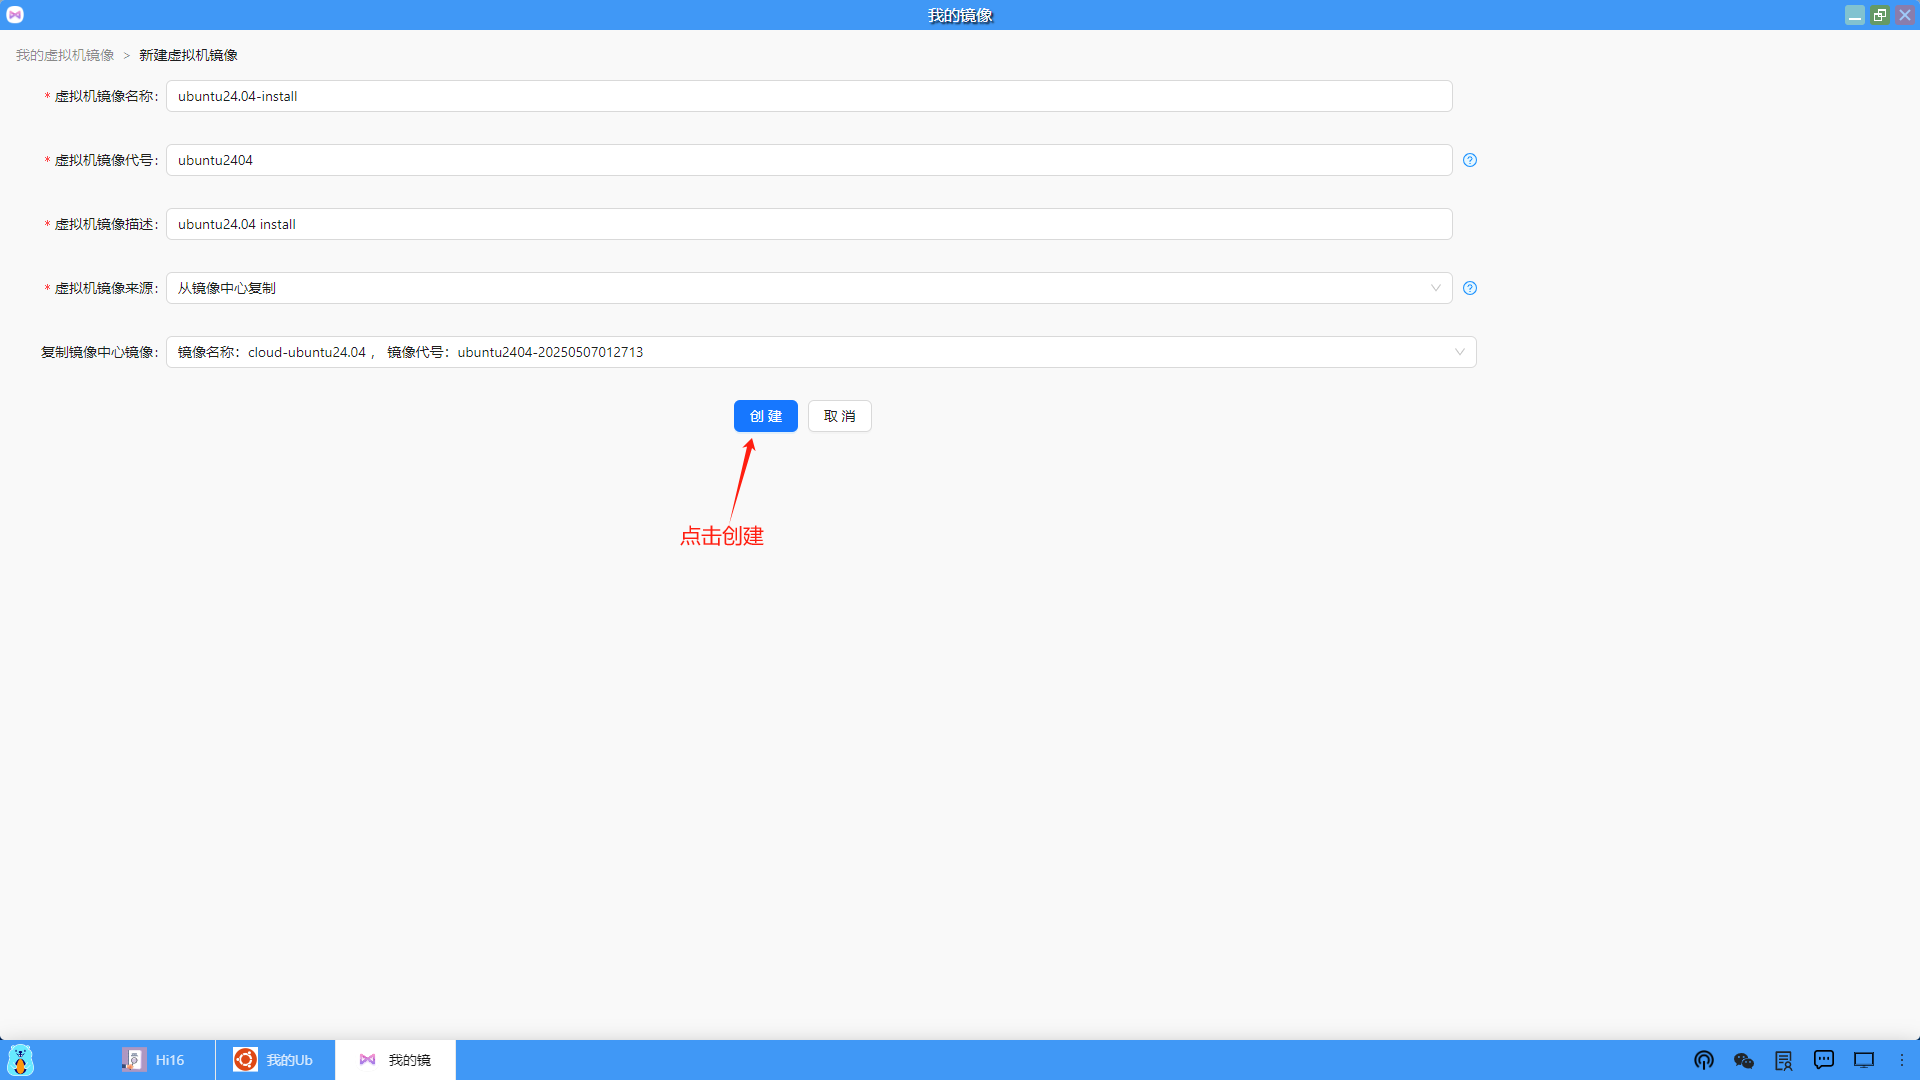 我的镜像
我的虚拟机镜像 > 新建虚拟机镜像
* 虚拟机镜像名称: ubuntu24.04-install
* 虚拟机镜像代号: ubuntu2404
* 虚拟机镜像描述: ubuntu24.04 install
* 虚拟机镜像来源: 从镜像中心复制
复制镜像中心镜像: 镜像名称：cloud-ubuntu24.04， 镜像代号：ubuntu2404-20250507012713
创 建 取 消
点击创建
Hi16 我的Ub 我的镜